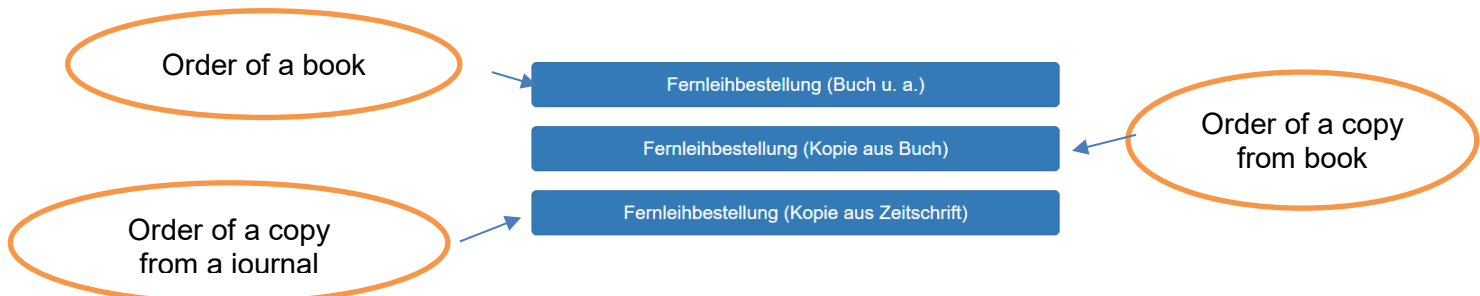 Order of a book
Fernleihbestellung (Buch u. a.)
Fernleihbestellung (Kopie aus Buch)
Order of a copy
from book
Fernleihbestellung (Kopie aus Zeitschrift)
Order of a copy
from a journal